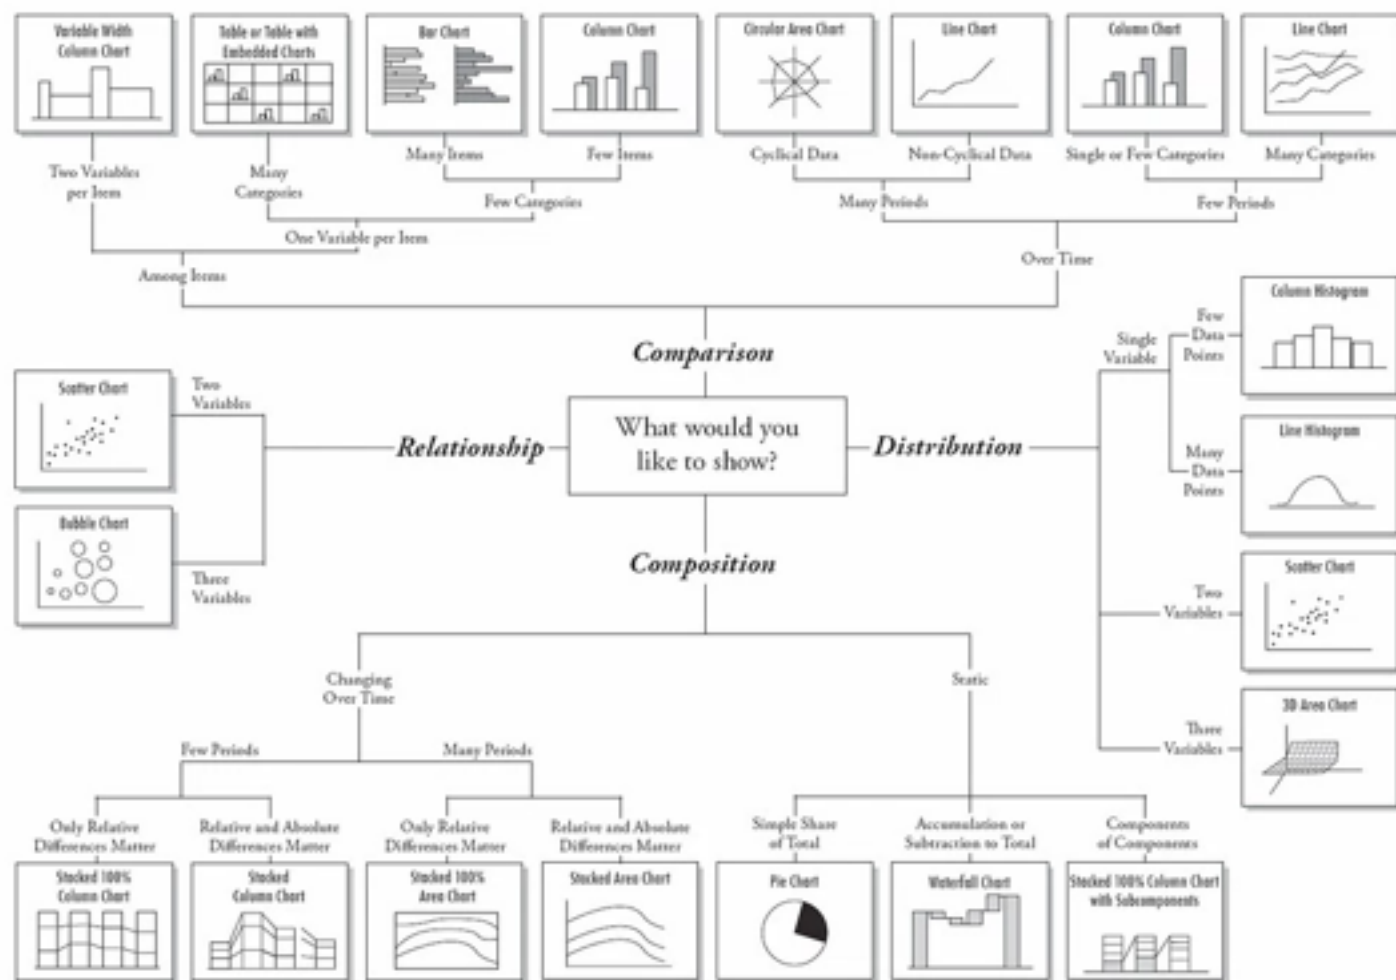 Variable Width
Column Chart
Table or Table with
Embedded Charts
Bar Chart
Column Chart
Circular Area Chart
Line Chart
Column Chart
Line Chart
Two Variables
per Item
Many
Categories
Many Items
Few Items
Cyclical Data
Non-Cyclical Data
Single or Few Categories
Many Categories
Few Categories
Many Periods
Few Periods
One Variable per Item
Among Items
Over Time
Comparison
Scatter Chart
Two
Variables
Relationship
Bubble Chart
Three
Variables
What would you
like to show?
Distribution
Single
Variable
Few
Data
Points
Column Histogram
Many
Data
Points
Line Histogram
Two
Variables
Scatter Chart
Three
Variables
3D Area Chart
Composition
Changing
Over Time
Static
Few Periods
Many Periods
Only Relative
Differences Matter
Relative and Absolute
Differences Matter
Only Relative
Differences Matter
Relative and Absolute
Differences Matter
Simple Share
of Total
Accumulation or
Subtraction to Total
Components
of Components
Stacked 100%
Column Chart
Stacked
Column Chart
Stacked 100%
Area Chart
Stacked Area Chart
Pie Chart
Waterfall Chart
Stacked 100% Column Chart
with Subcomponents